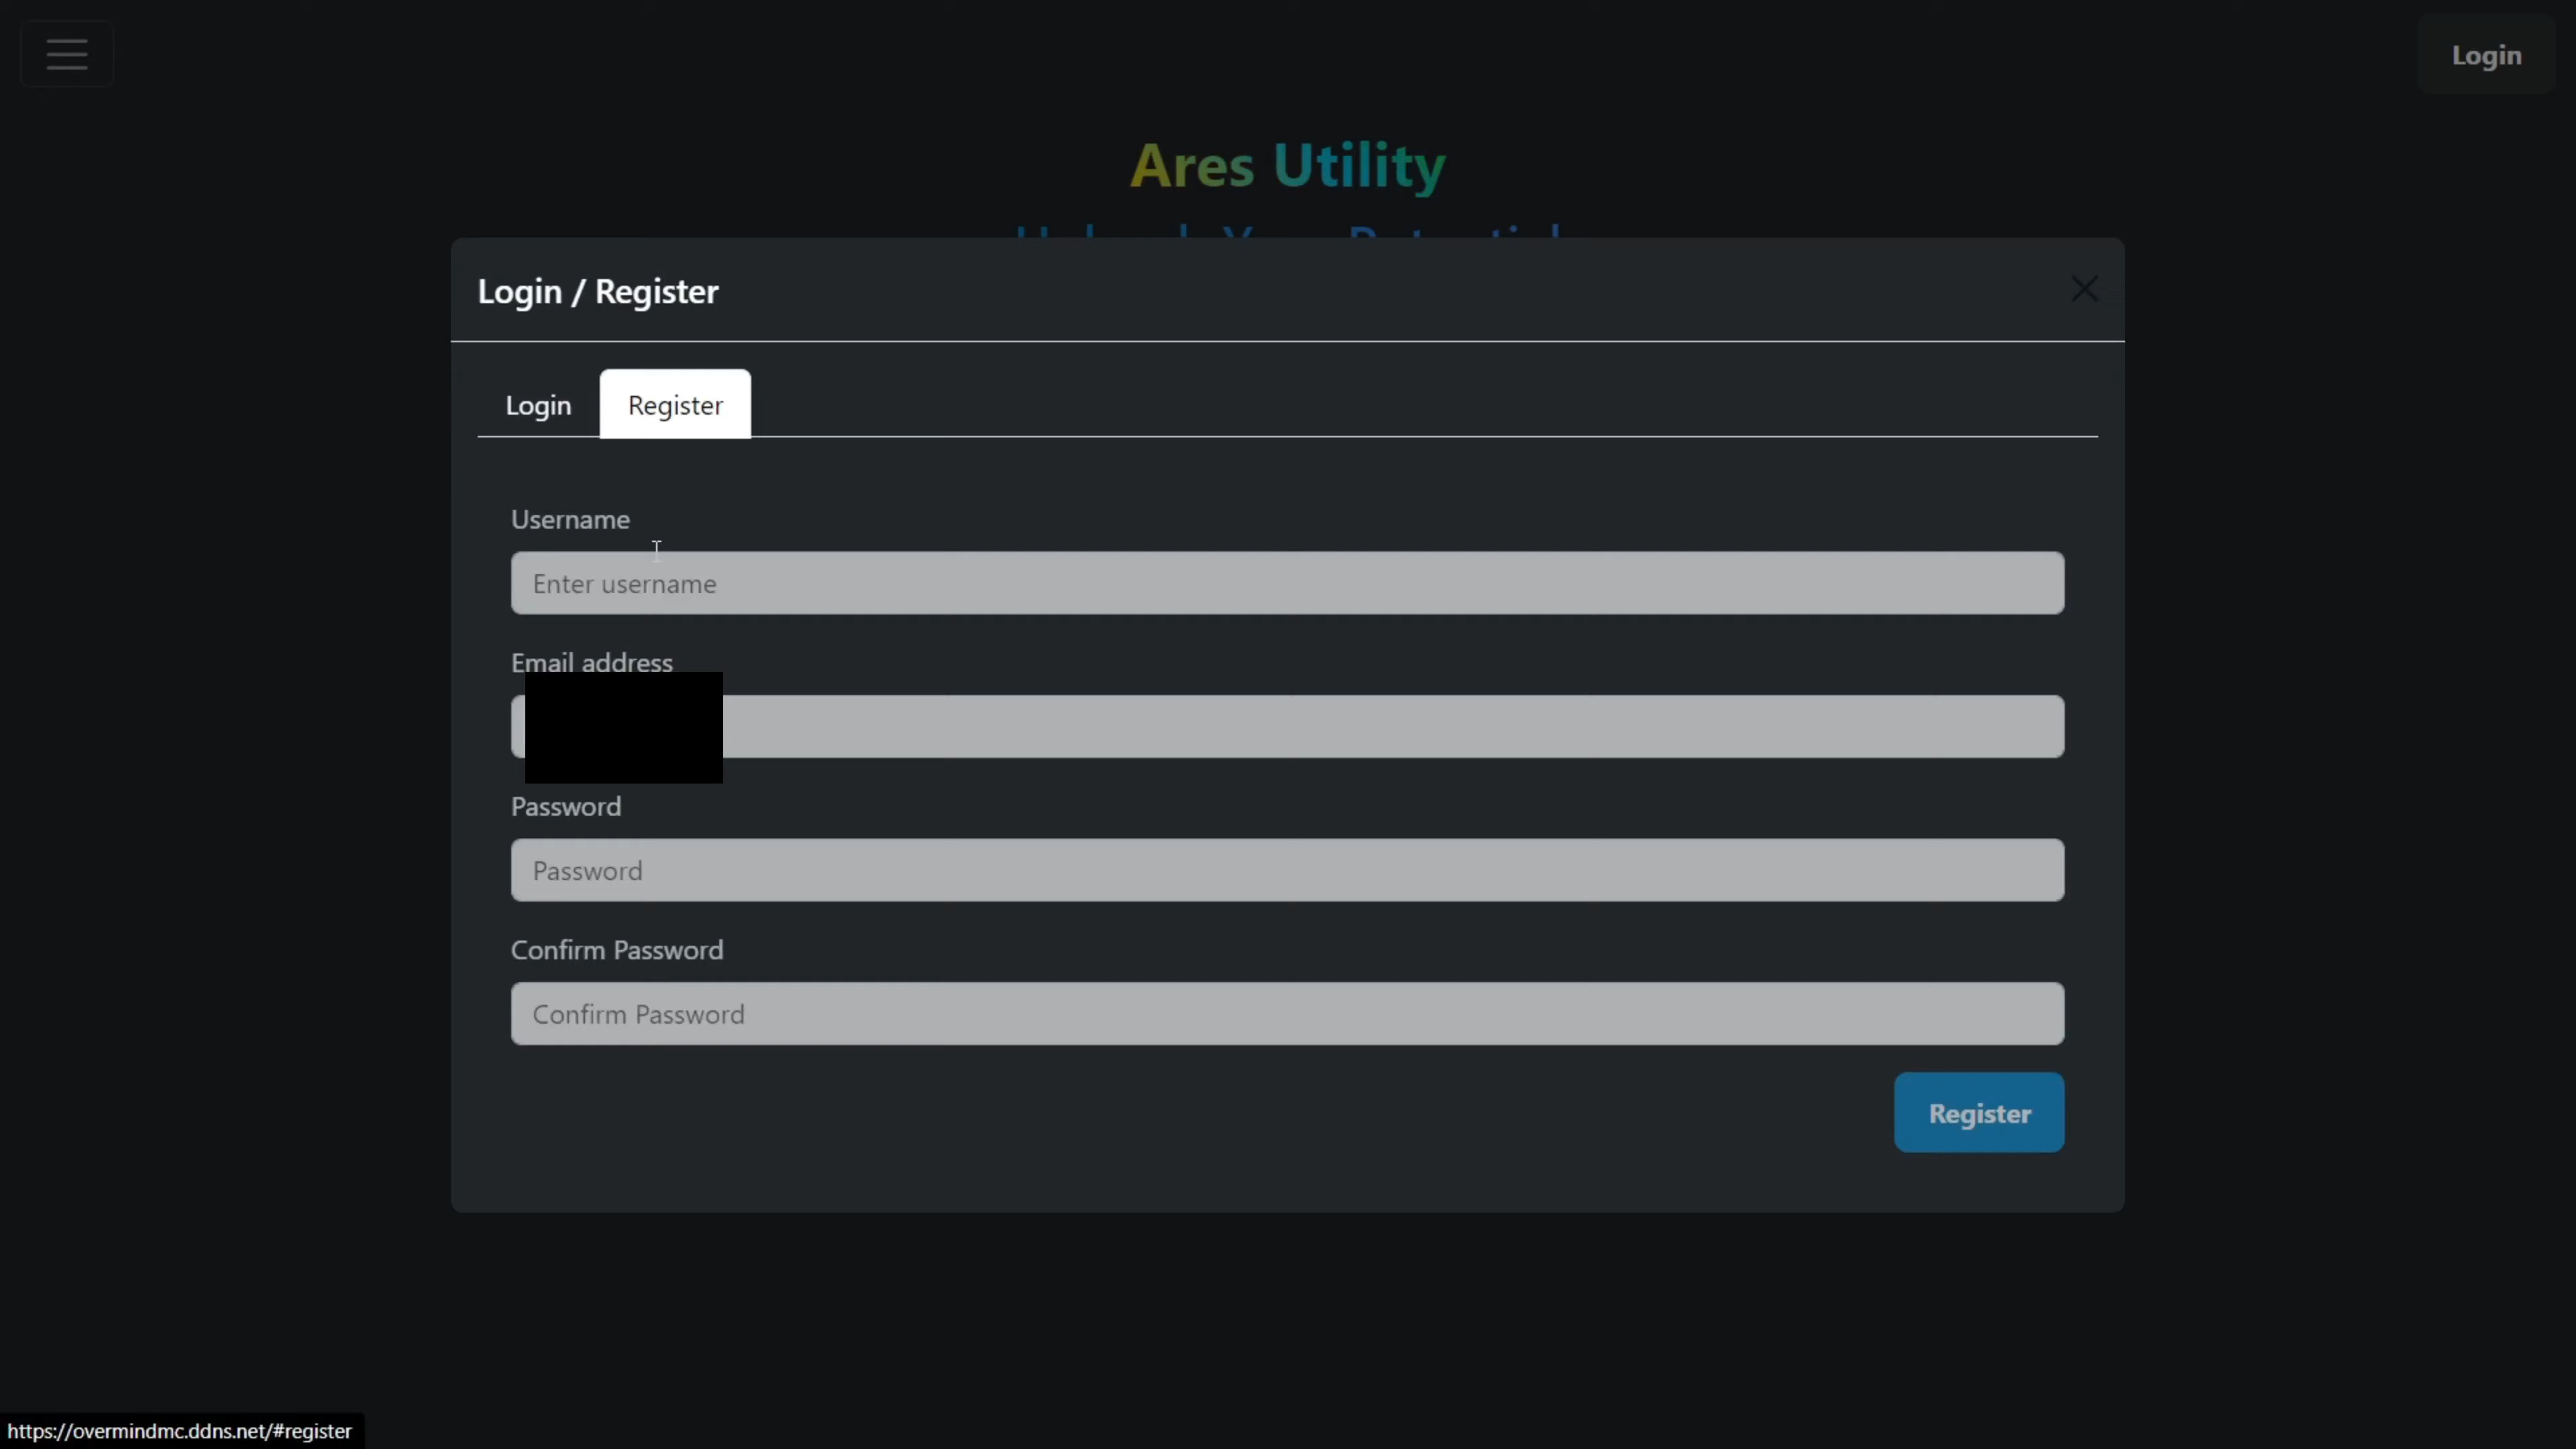 Login
Ares Utility
Login / Register
Login
Register
Username
Enter username
Email address
Password
Password
Confirm Password
Confirm Password
Register
https://overmindmc.ddns.net/#register